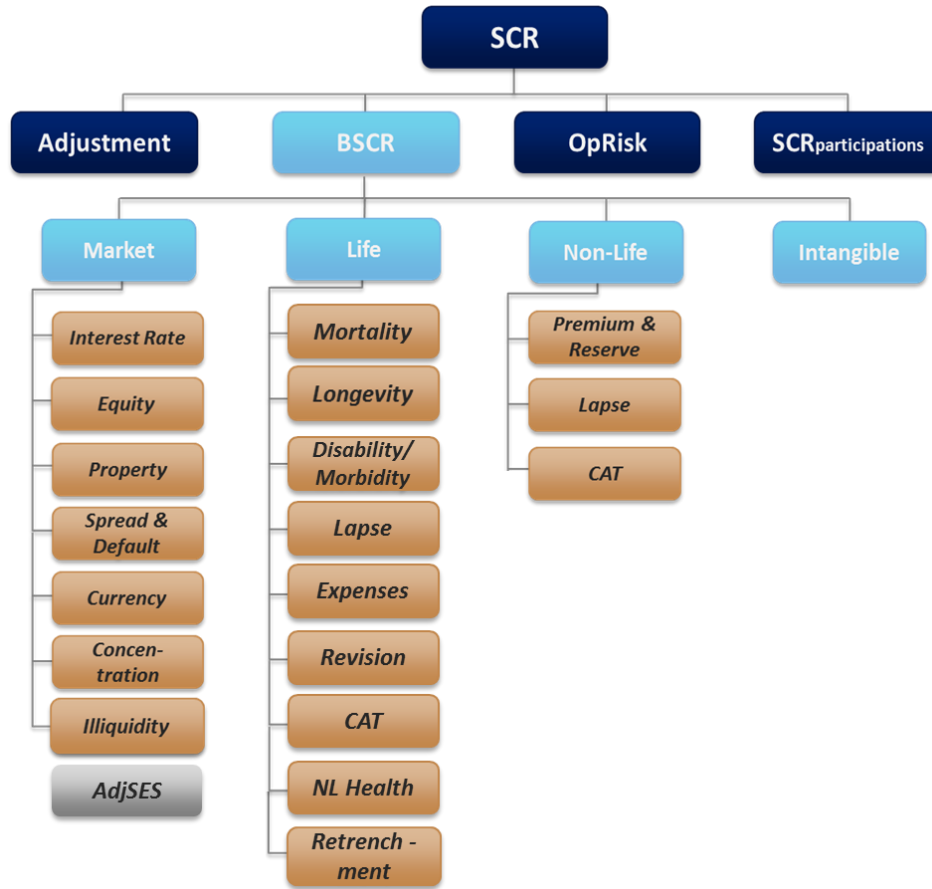 SCR
Adjustment
BSCR
OpRisk
SCRparticipations
Market
Life
Non-Life
Intangible
Interest Rate
Equity
Property
Spread &
Default
Currency
Concen-
tration
Illiquidity
AdjSES
Mortality
Longevity
Disability/
Morbidity
Lapse
Expenses
Revision
CAT
NL Health
Retrench -
ment
Premium &
Reserve
Lapse
CAT